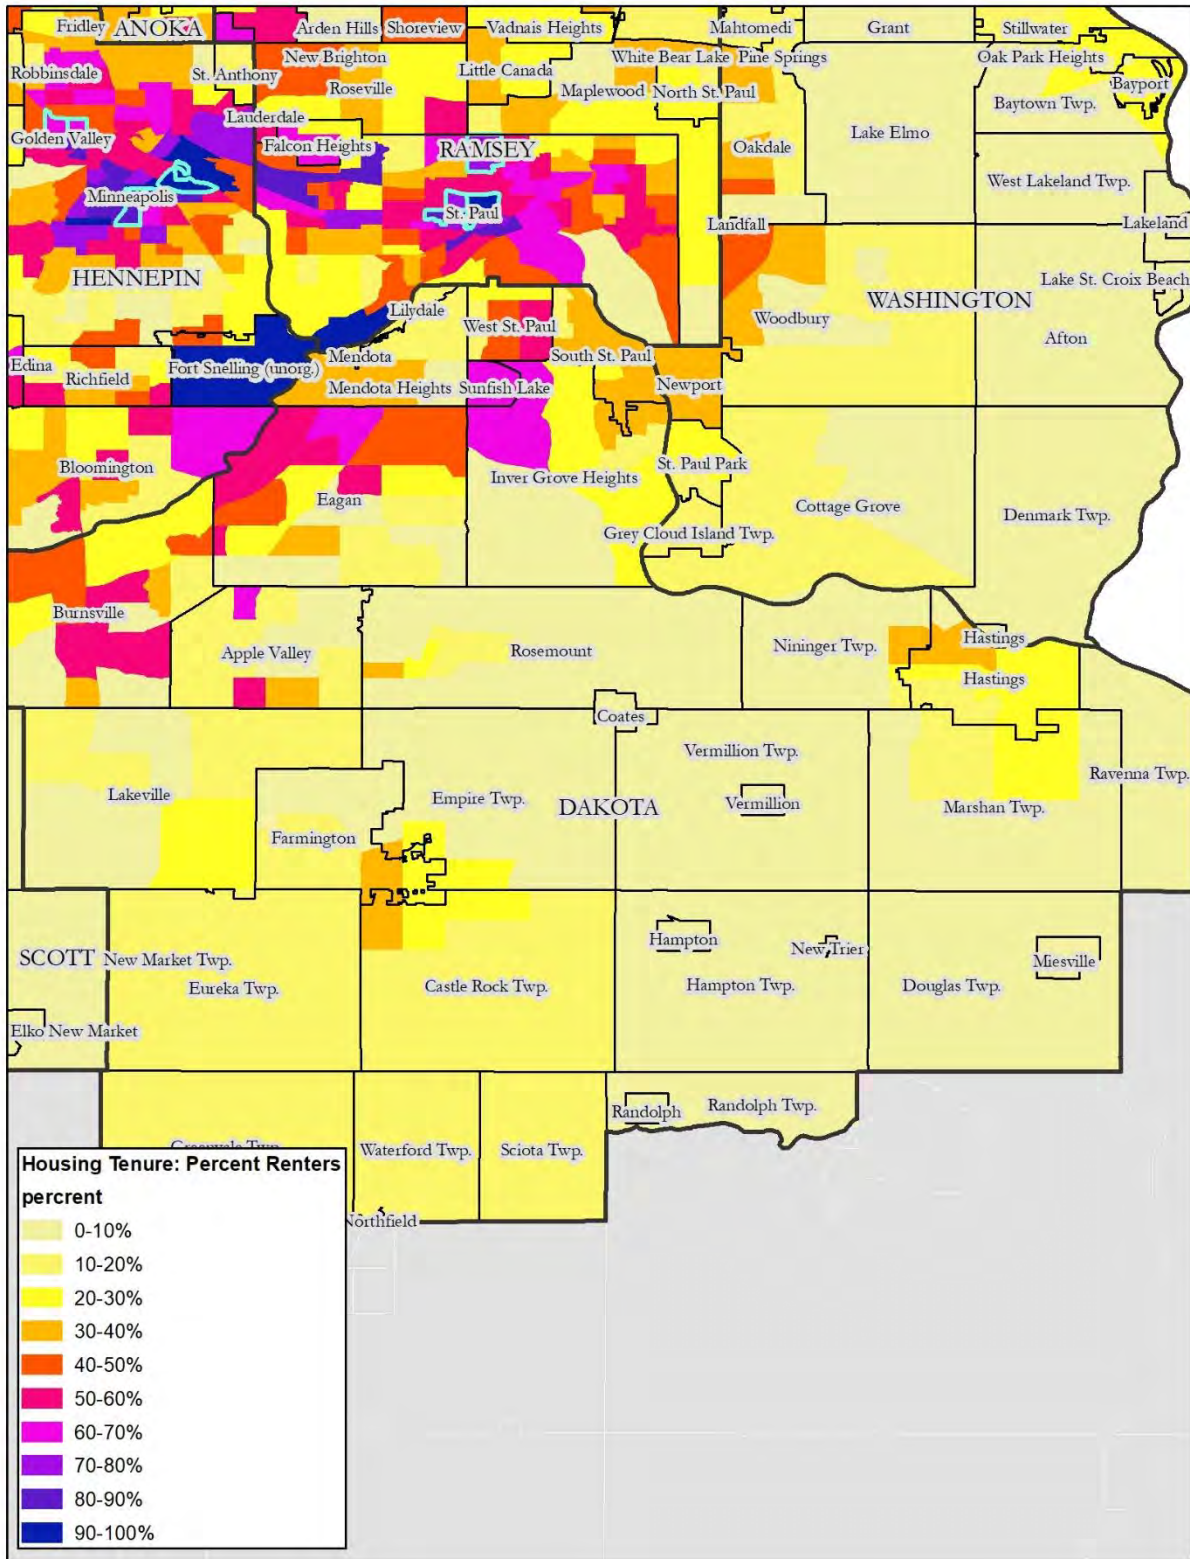 Fridley
ANOKA
Arden Hills
Shoreview
Vadnais Heights
Mahtomedi
Grant
Stillwater
New Brighton
White Bear Lake
Pine Springs
Oak Park Heights
Robbinsdale
St. Anthony
Little Canada
Roseville
Maplewood
North St. Paul
Bayport
Baytown Twp.
Lauderdale
Golden Valley
Falcon Heights
RAMSEY
Oakdale
Lake Elmo
West Lakeland Twp.
Minneapolis
St. Paul
Landfall
Lakeland
HENNEPIN
Lake St. Croix Beach
WASHINGTON
Lilydale
West St. Paul
Woodbury
Afton
Edina
Richfield
Fort Snelling (unorg.)
Mendota
South St. Paul
Mendota Heights
Sunfish Lake
Newport
Bloomington
Inver Grove Heights
St. Paul Park
Eagan
Cottage Grove
Denmark Twp.
Grey Cloud Island Twp.
Burnsville
Apple Valley
Rosemount
Nininger Twp.
Hastings
Hastings
Coates
Vermillion Twp.
Ravenna Twp.
Lakeville
Empire Twp.
DAKOTA
Vermillion
Marshan Twp.
Farmington
SCOTT
New Market Twp.
Eureka Twp.
Castle Rock Twp.
Hampton
New Trier
Hampton Twp.
Douglas Twp.
Miesville
Elko New Market
Randolph
Randolph Twp.
Waterford Twp.
Sciota Twp.
Northfield
Housing Tenure: Percent Renters
percrent
0-10%
10-20%
20-30%
30-40%
40-50%
50-60%
60-70%
70-80%
80-90%
90-100%